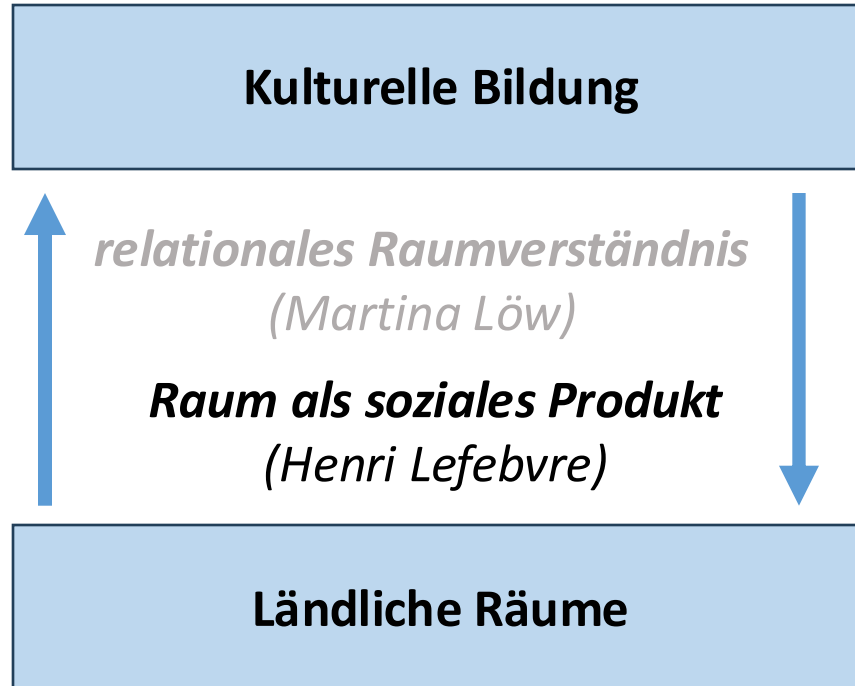 Kulturelle Bildung
relationales Raumverständnis
(Martina Löw)
Raum als soziales Produkt
(Henri Lefebvre)
Ländliche Räume